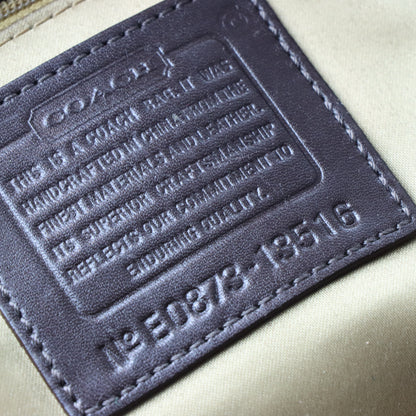 COACH
THIS IS A COACH BAG. IT WAS
HANDCRAFTED IN CHINA FROM THE
FINEST MATERIALS AND LEATHER.
ITS SUPERIOR CRAFTSMANSHIP
REFLECTS OUR COMMITMENT TO
ENDURING QUALITY.
Nº E0873-13516